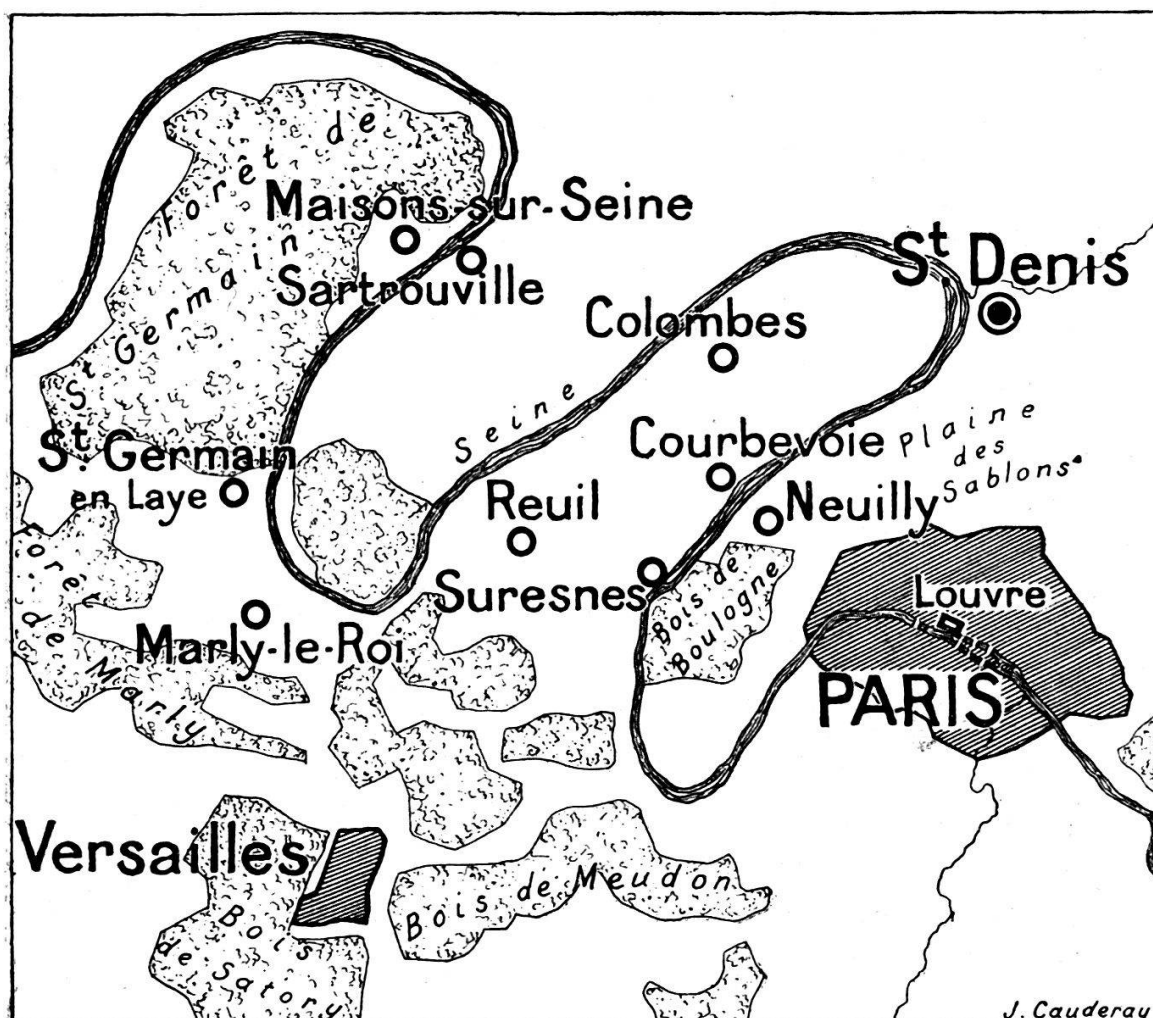 Forêt de
St Germain
Maisons-sur-Seine
Sartrouville
St Denis
Colombes
Seine
St. Germain
en Laye
Courbevoie
Plaine
des
Sablons
Reuil
Neuilly
Suresnes
Bois de
Boulogne
Louvre
PARIS
Forêt
de Marly
Marly-le-Roi
Versailles
Bois
de Satory
Bois de Meudon
J. Cauderau